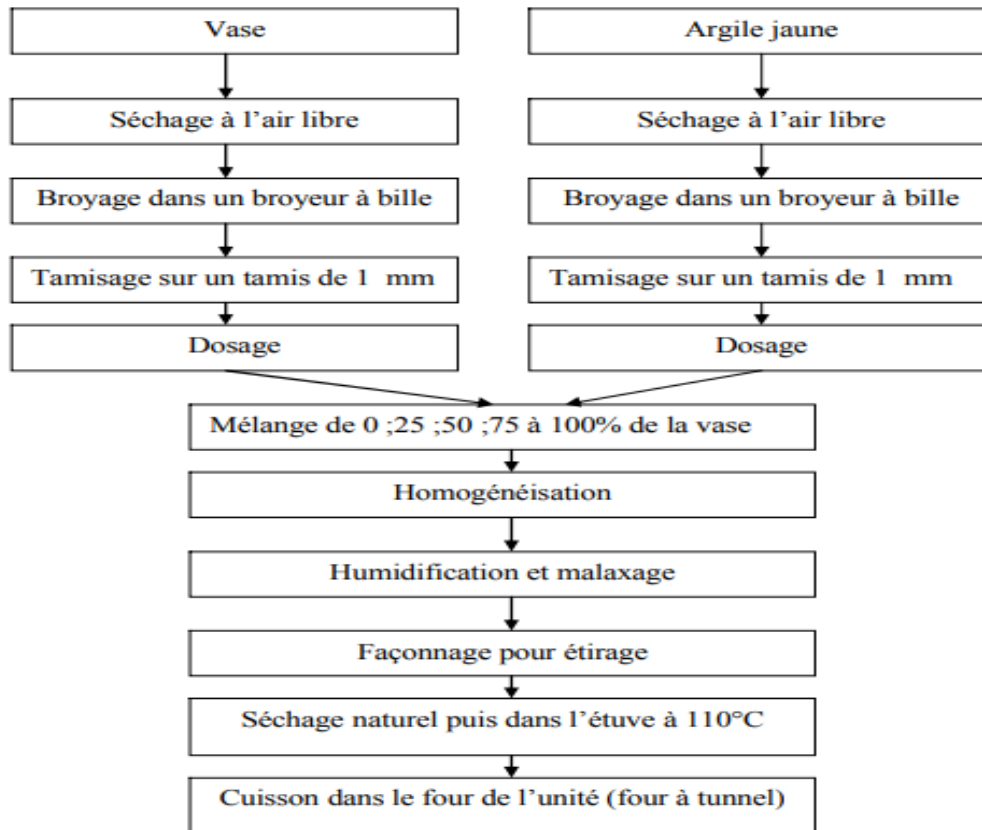 Vase
Argile jaune
Séchage à l'air libre
Séchage à l'air libre
Broyage dans un broyeur à bille
Broyage dans un broyeur à bille
Tamisage sur un tamis de 1 mm
Tamisage sur un tamis de 1 mm
Dosage
Dosage
Mélange de 0 ;25 ;50 ;75 à 100% de la vase
Homogénéisation
Humidification et malaxage
Façonnage pour étirage
Séchage naturel puis dans l'étuve à 110°C
Cuisson dans le four de l'unité (four à tunnel)